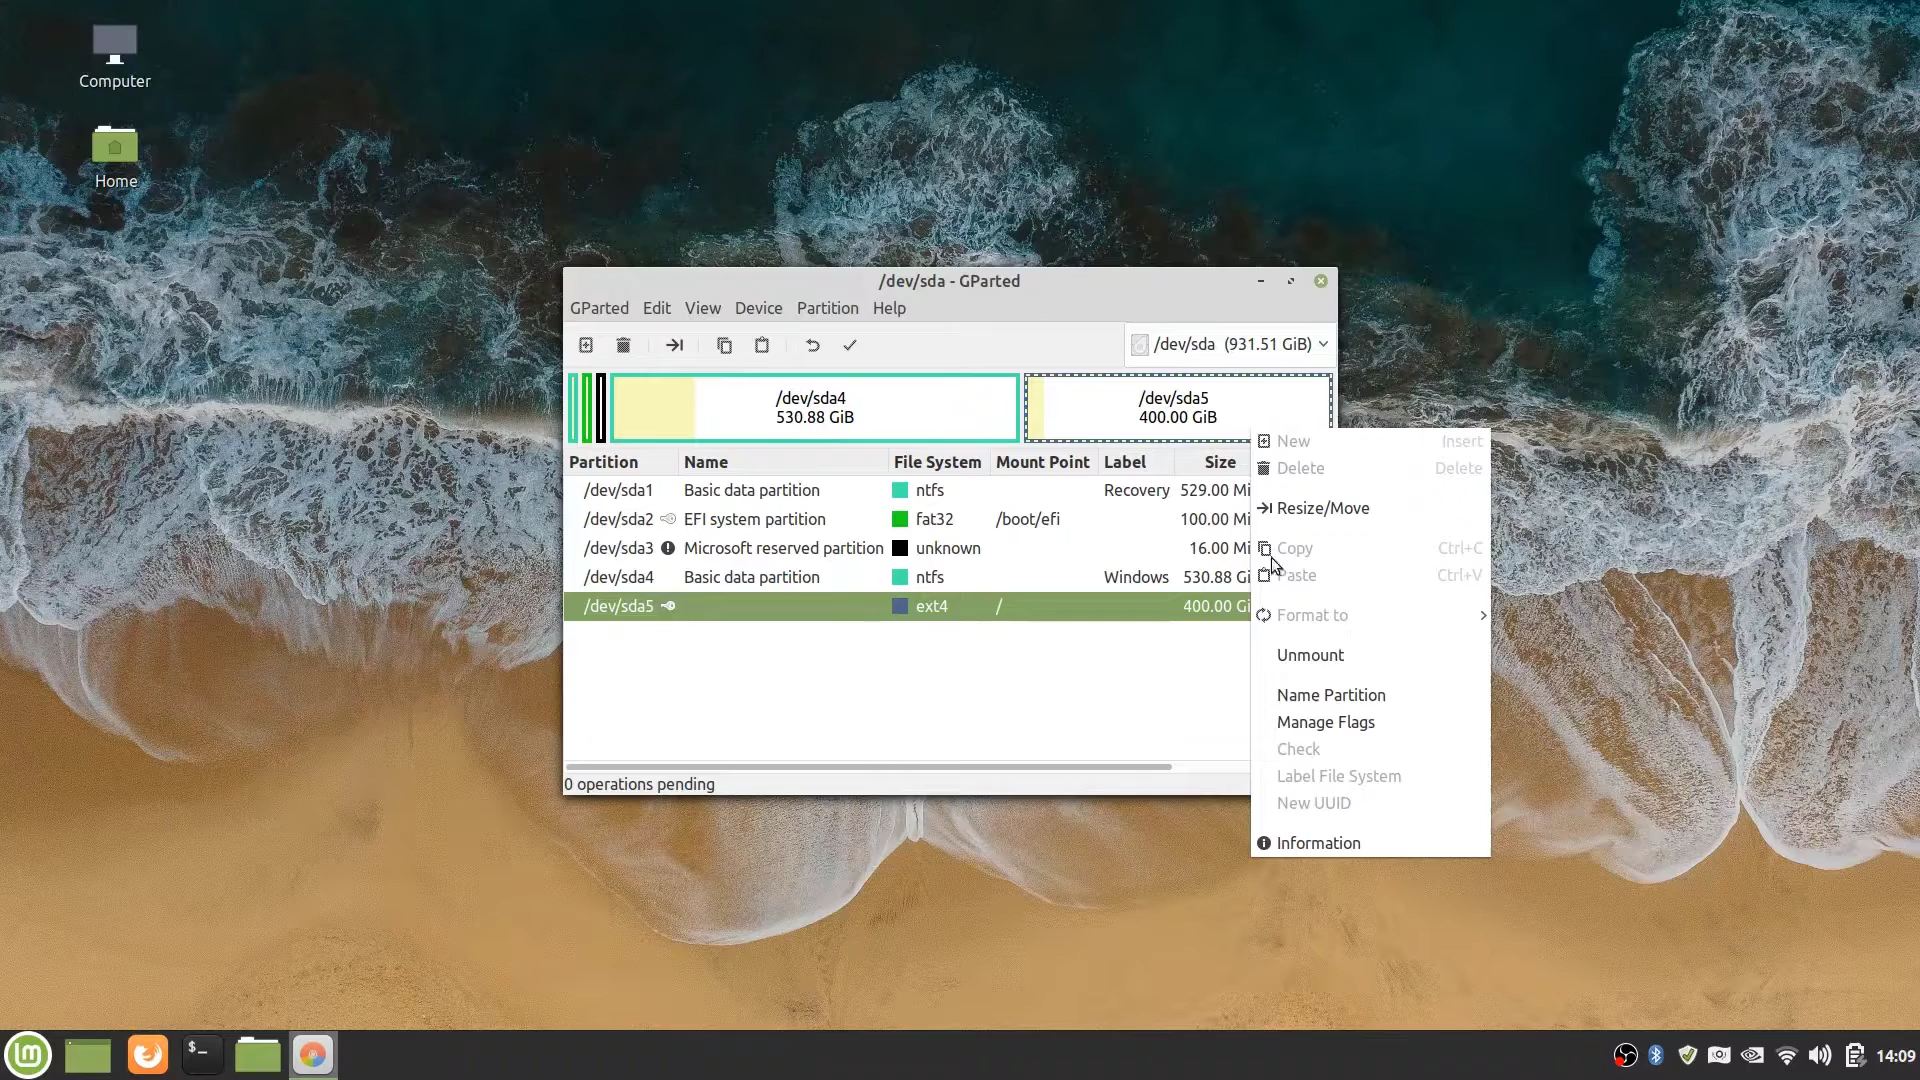 Computer
Home
/dev/sda - GParted
GParted Edit View Device Partition Help
/dev/sda (931.51 GiB)
/dev/sda4
530.88 GiB
/dev/sda5
400.00 GiB
Partition Name File System Mount Point Label Size
/dev/sda1 Basic data partition ntfs Recovery 529.00 Mi
/dev/sda2 EFI system partition fat32 /boot/efi 100.00 Mi
/dev/sda3 Microsoft reserved partition unknown 16.00 Mi
/dev/sda4 Basic data partition ntfs Windows 530.88 Gi
/dev/sda5 ext4 / 400.00 Gi
0 operations pending
New Insert
Delete Delete
Resize/Move
Copy Ctrl+C
Paste Ctrl+V
Format to
Unmount
Name Partition
Manage Flags
Check
Label File System
New UUID
Information
$_
14:09